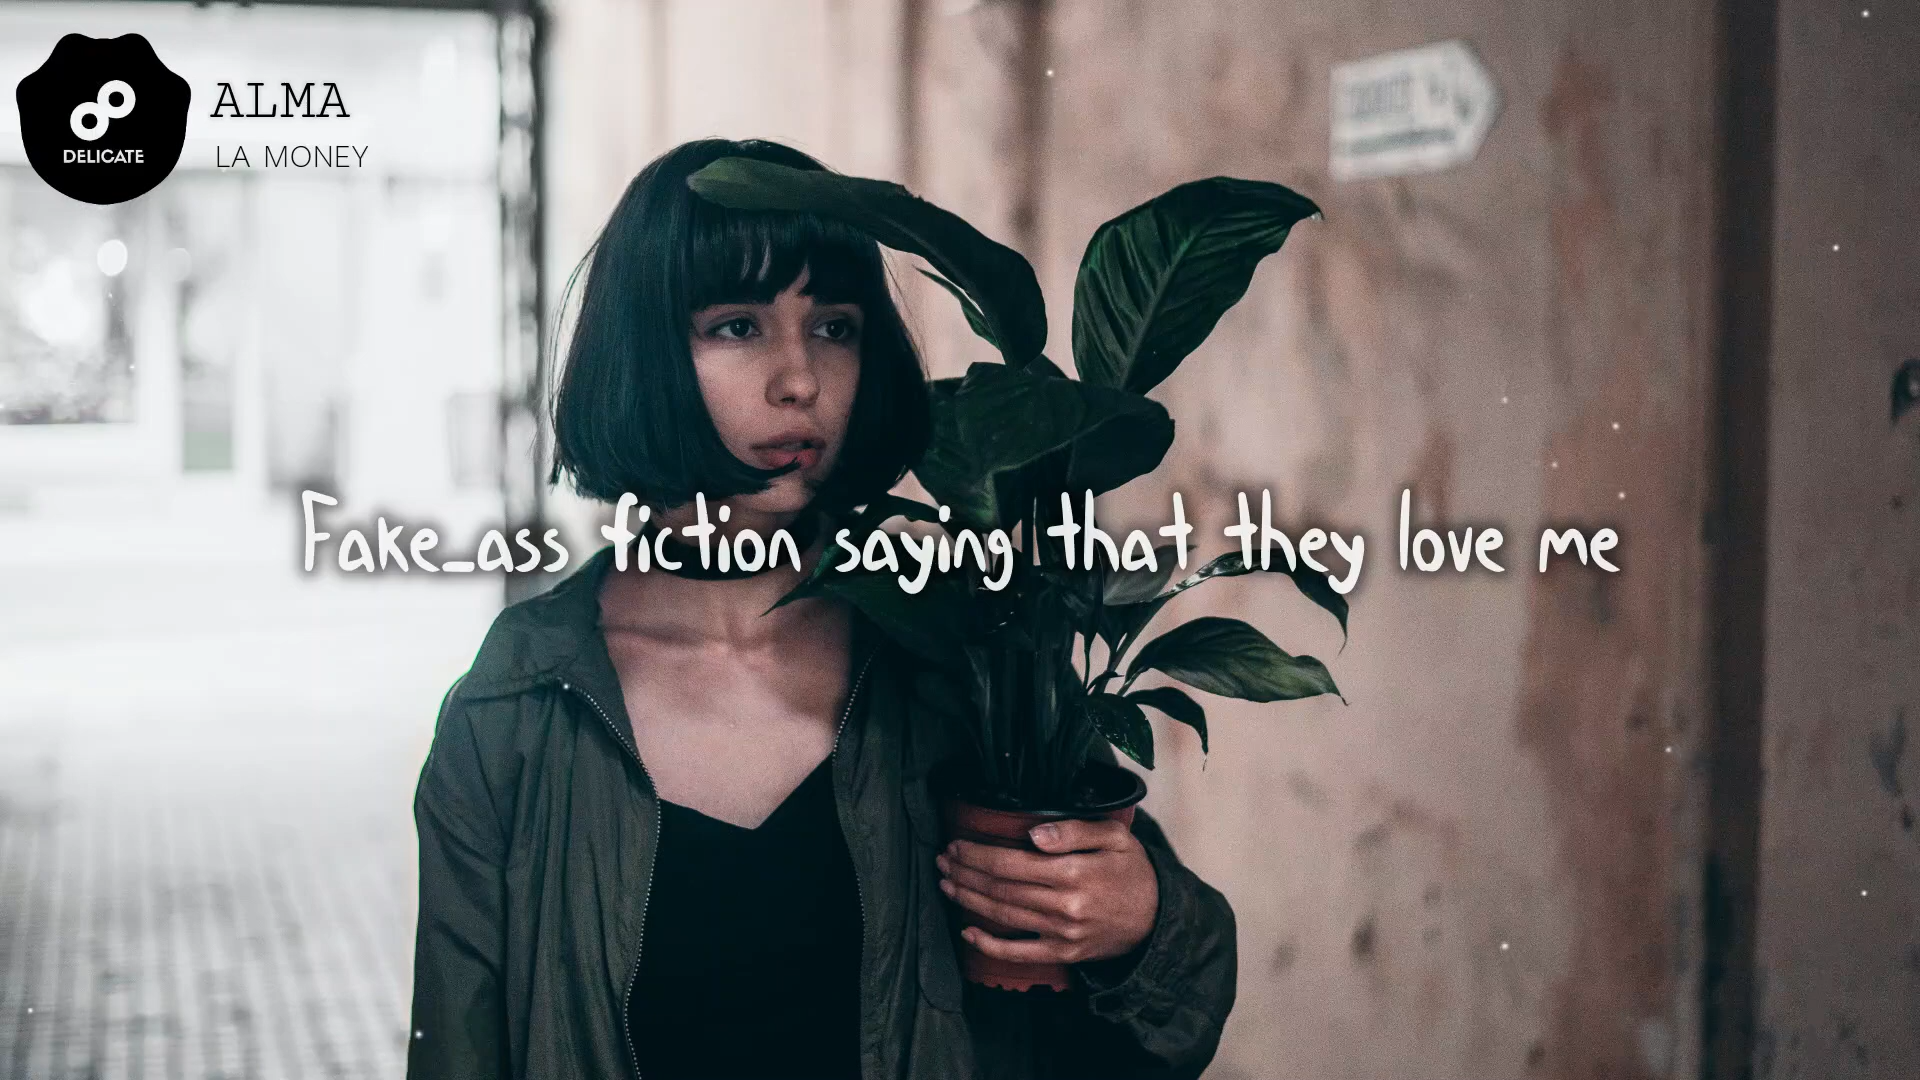 ALMA
LA MONEY
DELICATE
Fake_ass fiction saying that they love me